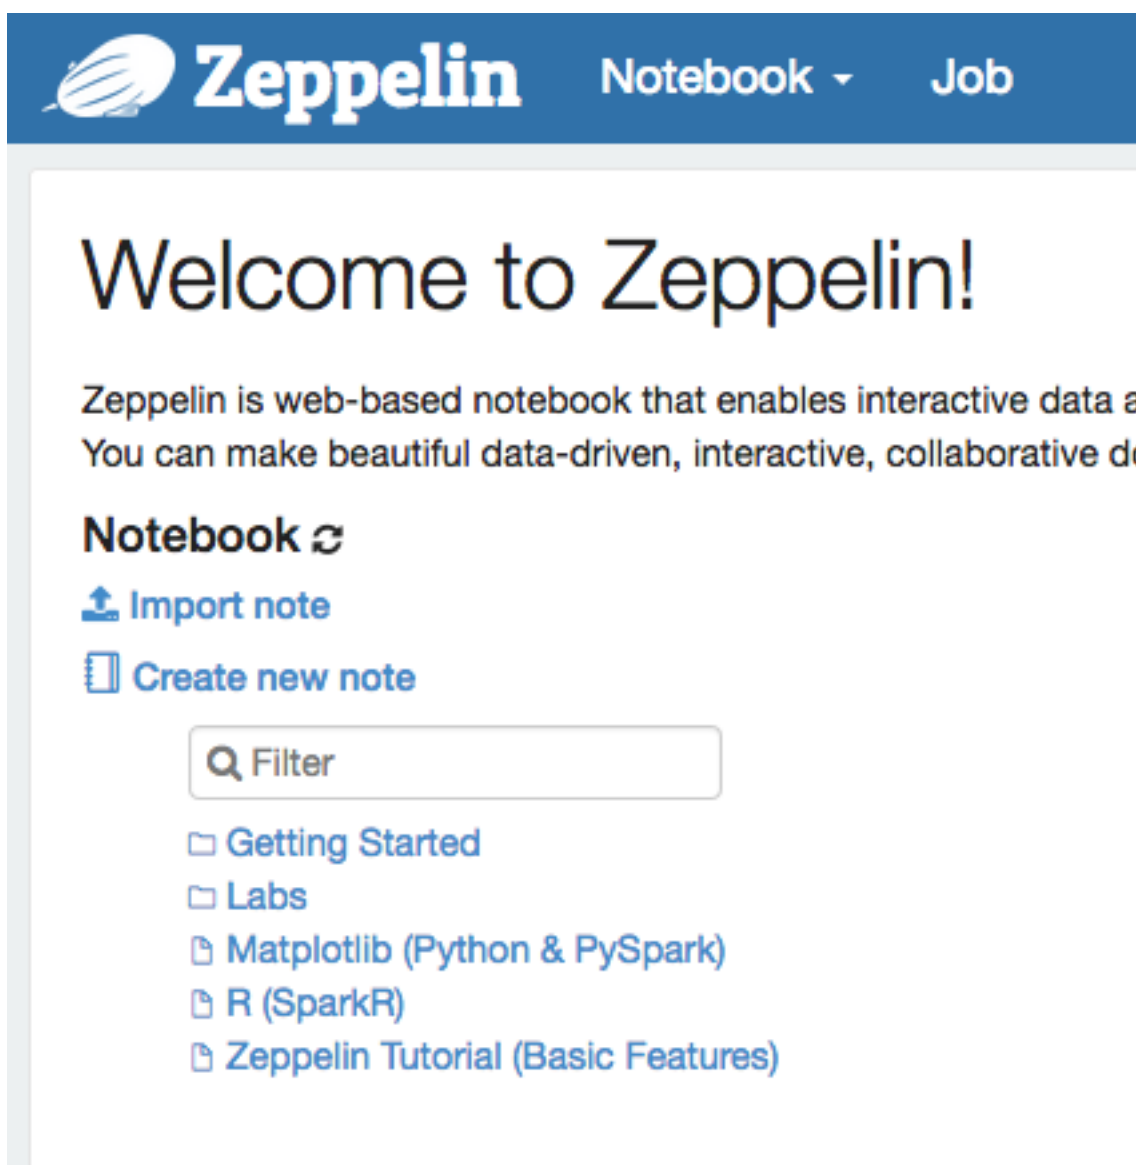 Zeppelin Notebook Job
Welcome to Zeppelin!
Zeppelin is web-based notebook that enables interactive data
You can make beautiful data-driven, interactive, collaborative
Notebook
Import note
Create new note
Filter
Getting Started
Labs
Matplotlib (Python & PySpark)
R (SparkR)
Zeppelin Tutorial (Basic Features)